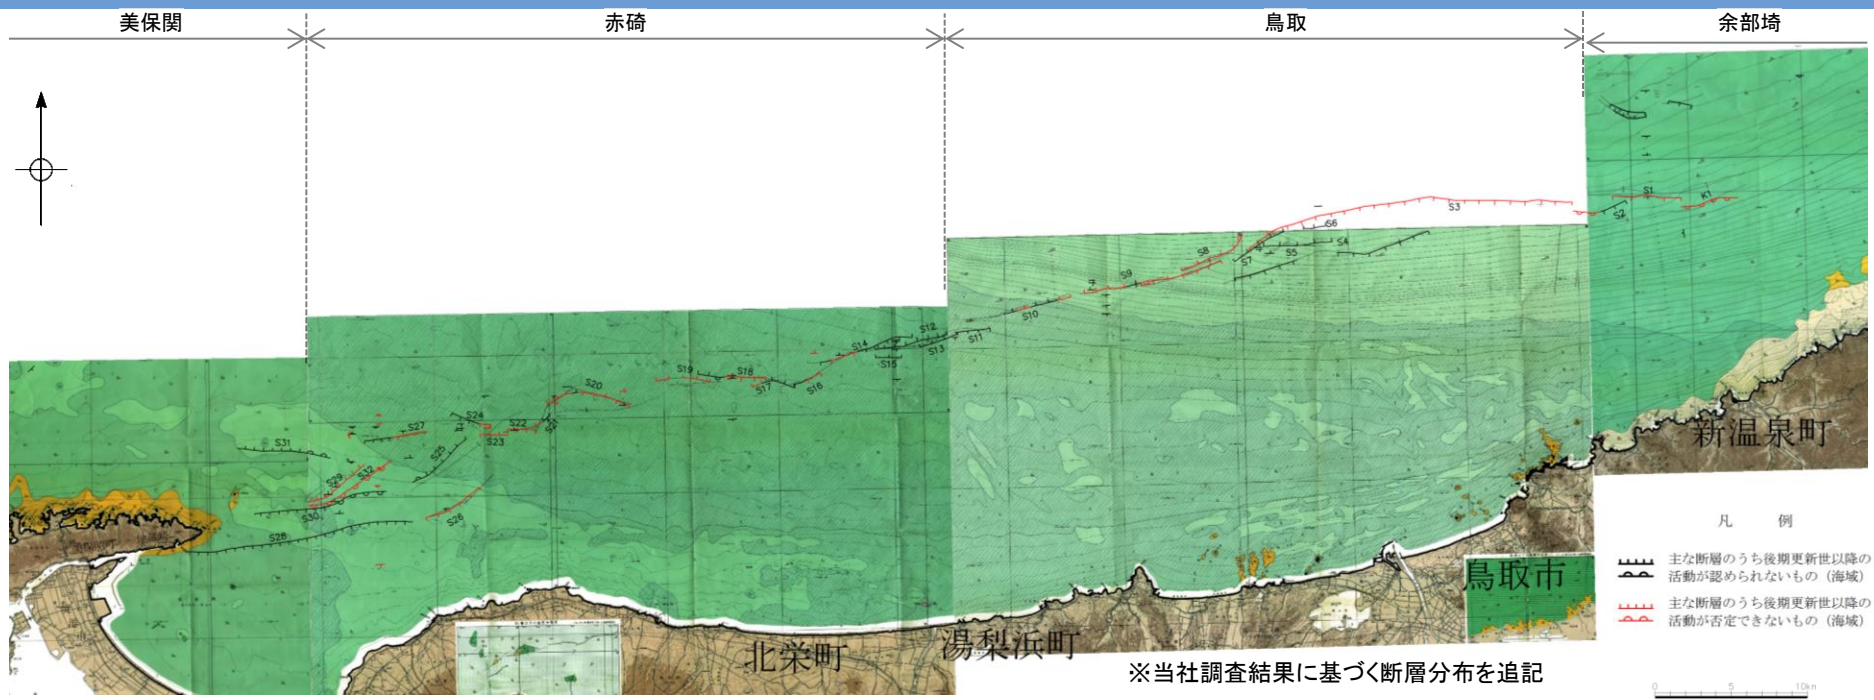 美保関
赤碕
鳥取
余部埼
S1
K1
S2
S3
S6
S4
S5
S7
S8
S9
S10
S11
S12
S13
S14
S15
S16
S17
S18
S19
S20
S21
S22
S23
S24
S25
S26
S27
S31
S29
S32
S30
S28
新温泉町
鳥取市
湯梨浜町
北栄町
凡 例
主な断層のうち後期更新世以降の
活動が認められないもの（海域）
主な断層のうち後期更新世以降の
活動が否定できないもの（海域）
※当社調査結果に基づく断層分布を追記
0 5 10km